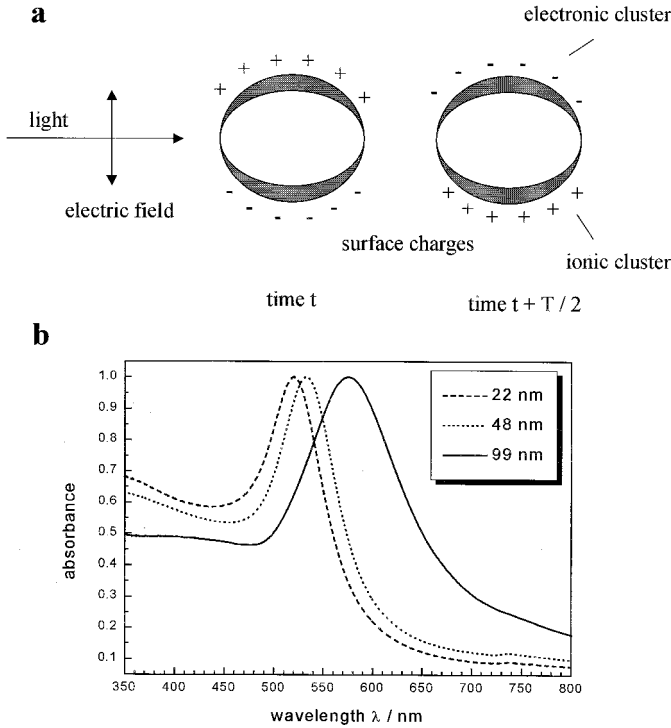 a
electronic cluster
+ + + + + +
- - - - - -
light
electric field
- - - - - -
+ + + + + +
surface charges
ionic cluster
time t
time t + T / 2
b
1.0
0.9
0.8
0.7
0.6
0.5
0.4
0.3
0.2
0.1
absorbance
22 nm
48 nm
99 nm
350 400 450 500 550 600 650 700 750 800
wavelength λ / nm